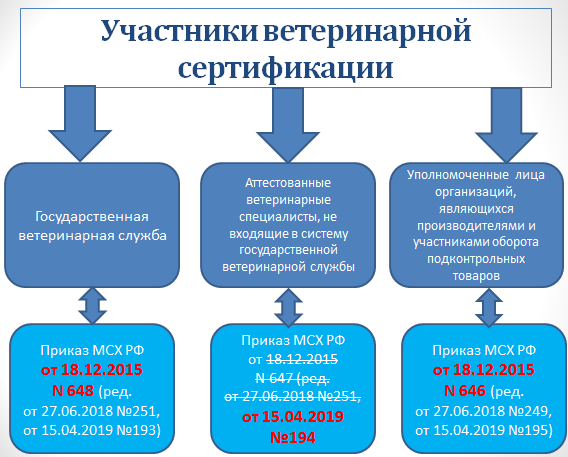 Участники ветеринарной
сертификации
Государственная
ветеринарная служба
Аттестованные
ветеринарные
специалисты, не
входящие в систему
государственной
ветеринарной службы
Уполномоченные лица
организаций,
являющихся
производителями и
участниками оборота
подконтрольных
товаров
Приказ МСХ РФ
от 18.12.2015
N 648 (ред.
от 27.06.2018 №251,
от 15.04.2019 №193)
Приказ МСХ РФ
от 18.12.2015
N 647 (ред.
от 27.06.2018 №251,
от 15.04.2019
№194
Приказ МСХ РФ
от 18.12.2015
N 646 (ред.
от 27.06.2018 №249,
от 15.04.2019 №195)